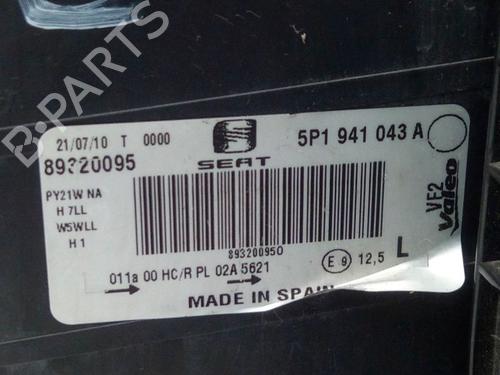 B-PARTS
21/07/10 T 0000
89320095
SEAT
5P1 941 043 A
PY21W NA
H 7LL
W5WLL
H 1
VE2
Valeo
893200950
011a 00 HC/R PL 02A 5621
E 9 12,5
L
MADE IN SPAIN